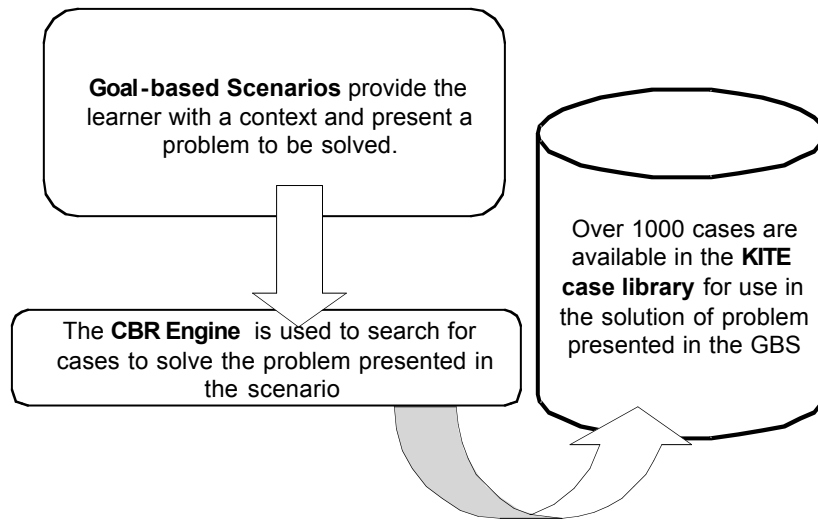 Goal-based Scenarios provide the
learner with a context and present a
problem to be solved.
The CBR Engine is used to search for
cases to solve the problem presented in
the scenario
Over 1000 cases are
available in the KITE
case library for use in
the solution of problem
presented in the GBS